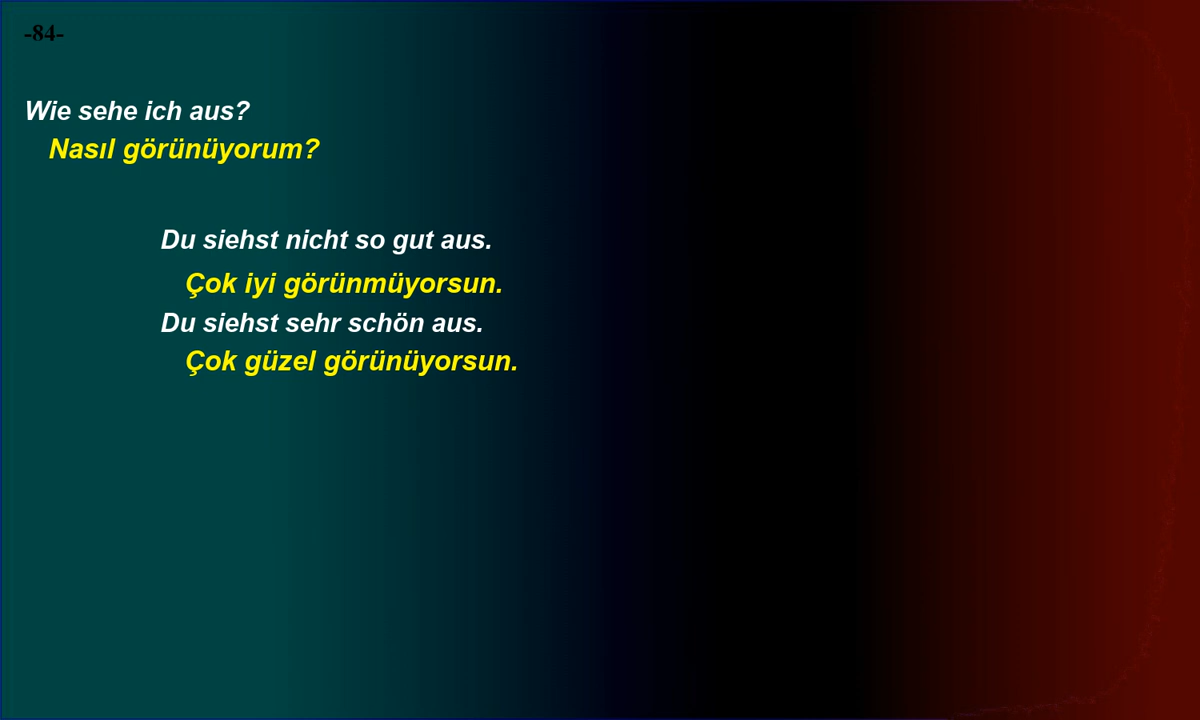 -84-
Wie sehe ich aus?
Nasıl görünüyorum?
Du siehst nicht so gut aus.
Çok iyi görünmüyorsun.
Du siehst sehr schön aus.
Çok güzel görünüyorsun.